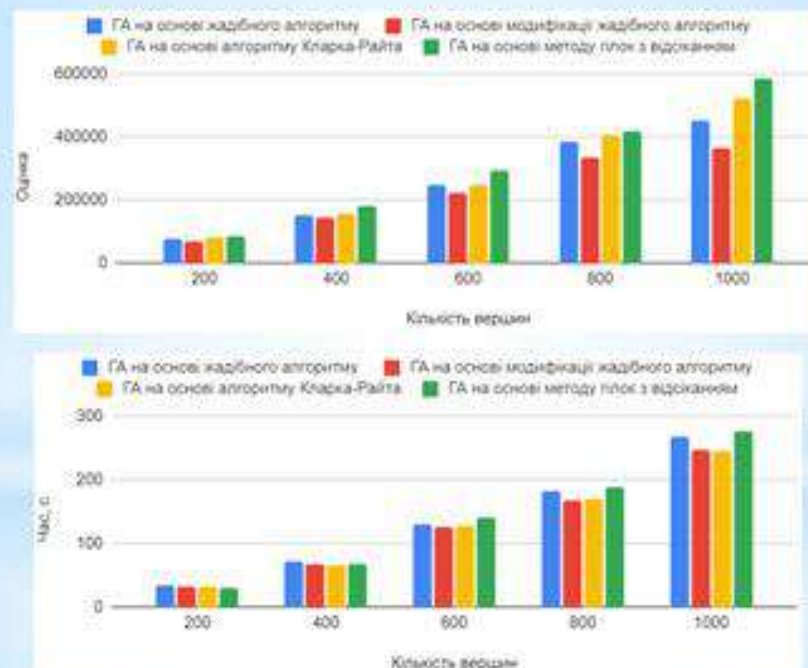 ГА на основі жадібного алгоритму ГА на основі модифікації жадібного алгоритму
ГА на основі алгоритму Кларка-Райта ГА на основі методу гілок з відсіканням
600000
400000
200000
0
Оцінка
200 400 600 800 1000
Кількість вершин
ГА на основі жадібного алгоритму ГА на основі модифікації жадібного алгоритму
ГА на основі алгоритму Кларка-Райта ГА на основі методу гілок з відсіканням
300
200
100
0
Час, с
200 400 600 800 1000
Кількість вершин